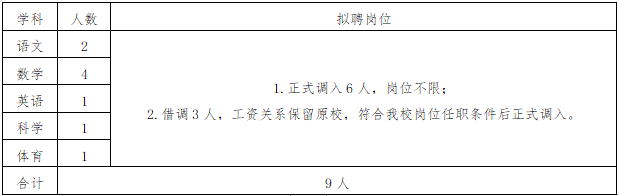 学科 人数 拟聘岗位
语文 2
数学 4
英语 1
科学 1
体育 1
1.正式调入6人，岗位不限；
2.借调3人，工资关系保留原校，符合我校岗位任职条件后正式调入。
合计 9人